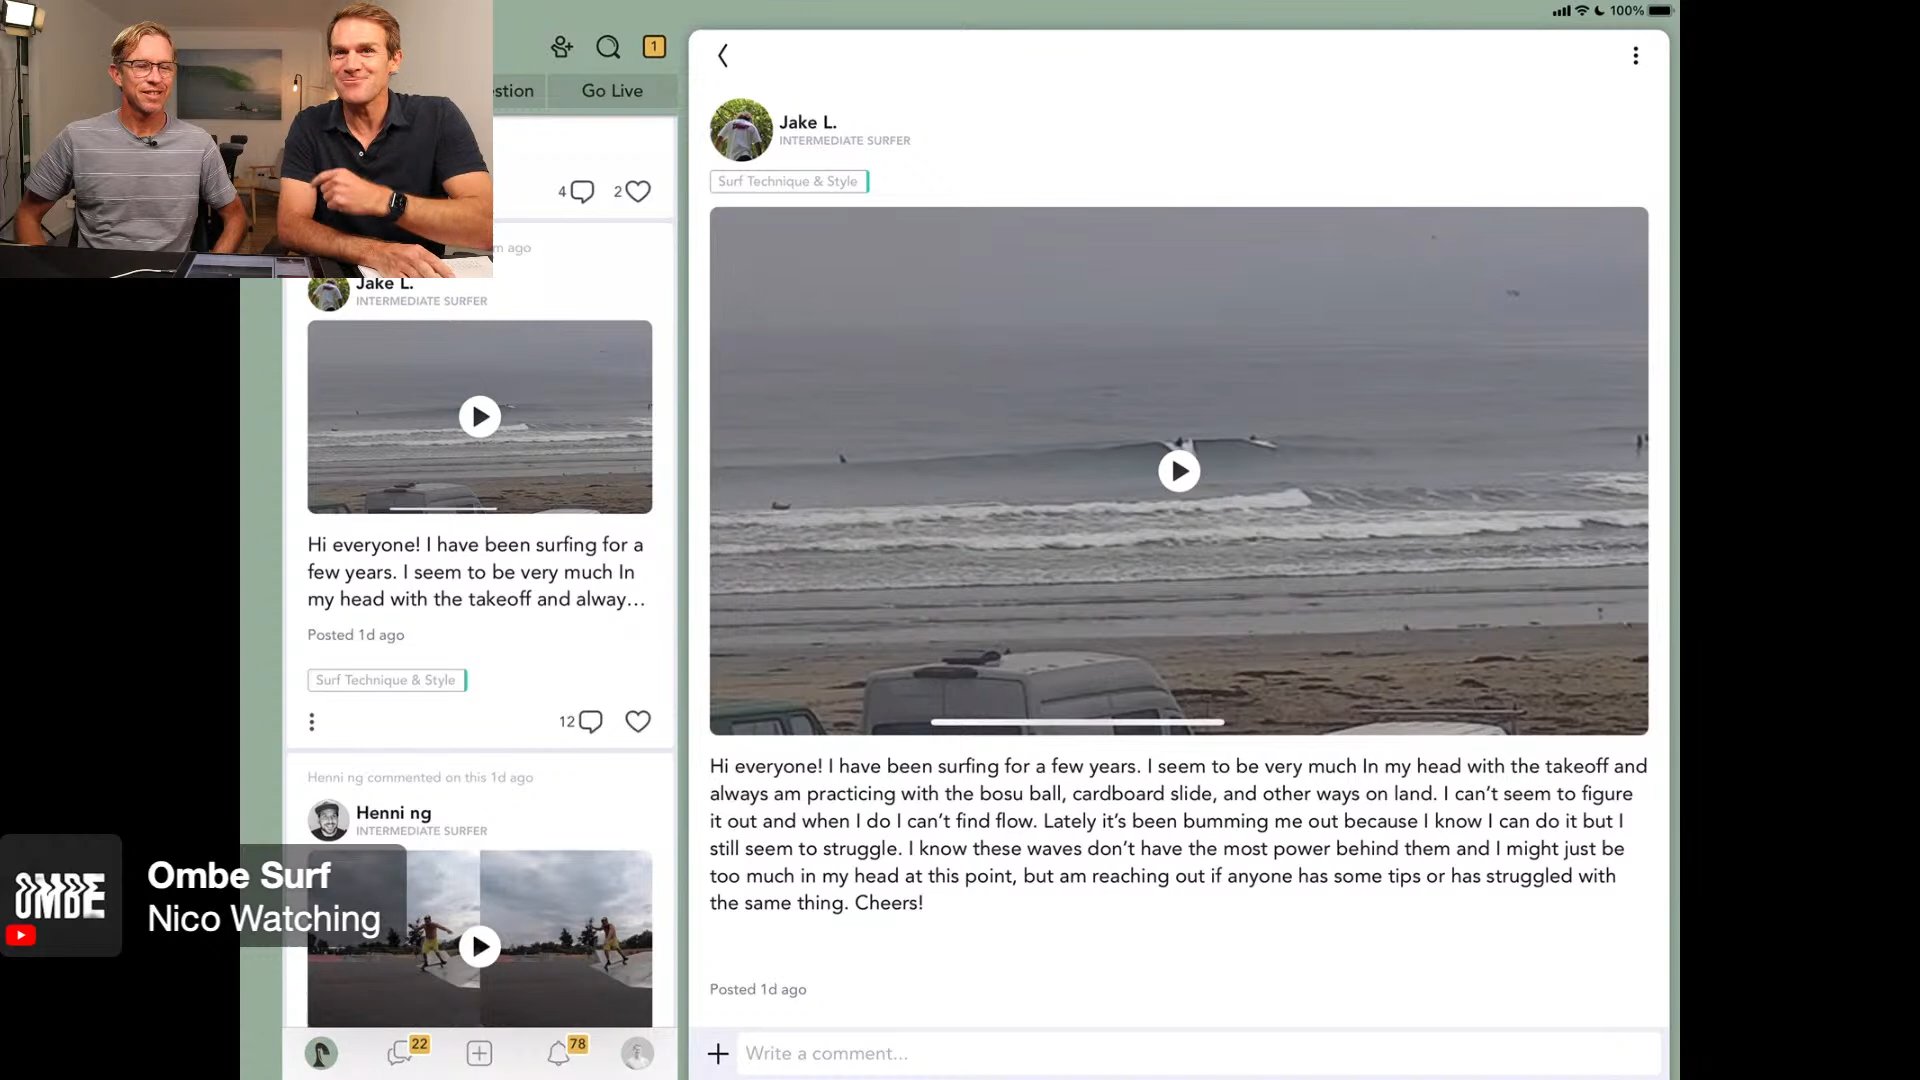 100%
1
stion
Go Live
4
2
m ago
Jake L.
INTERMEDIATE SURFER
Hi everyone! I have been surfing for a
few years. I seem to be very much In
my head with the takeoff and alway…
Posted 1d ago
Surf Technique & Style
12
Henni ng commented on this 1d ago
Henni ng
INTERMEDIATE SURFER
22
78
Jake L.
INTERMEDIATE SURFER
Surf Technique & Style
Hi everyone! I have been surfing for a few years. I seem to be very much In my head with the takeoff and
always am practicing with the bosu ball, cardboard slide, and other ways on land. I can't seem to figure
it out and when I do I can't find flow. Lately it's been bumming me out because I know I can do it but I
still seem to struggle. I know these waves don't have the most power behind them and I might just be
too much in my head at this point, but am reaching out if anyone has some tips or has struggled with
the same thing. Cheers!
Posted 1d ago
Write a comment...
OMBE
Ombe Surf
Nico Watching